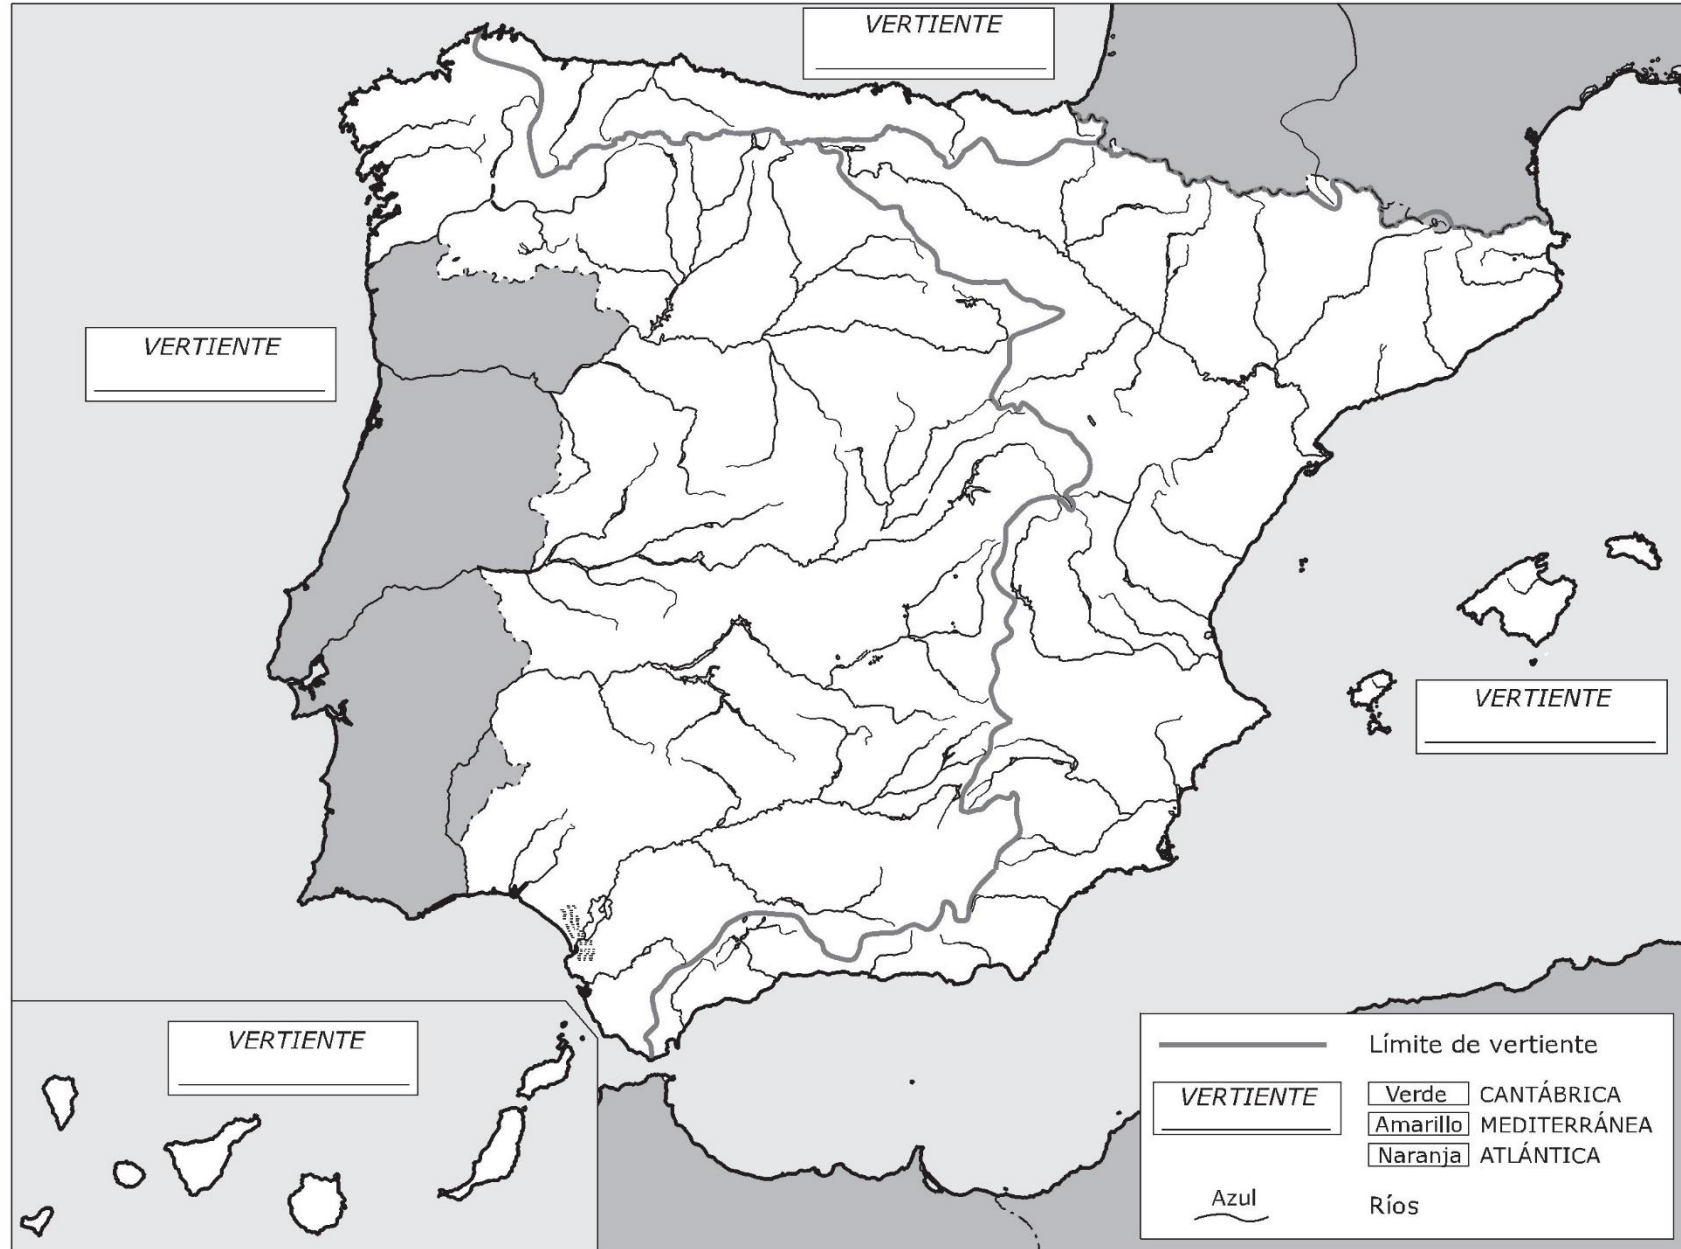 VERTIENTE
VERTIENTE
VERTIENTE
VERTIENTE
Límite de vertiente
VERTIENTE
Verde CANTÁBRICA
Amarillo MEDITERRÁNEA
Naranja ATLÁNTICA
Azul
Ríos